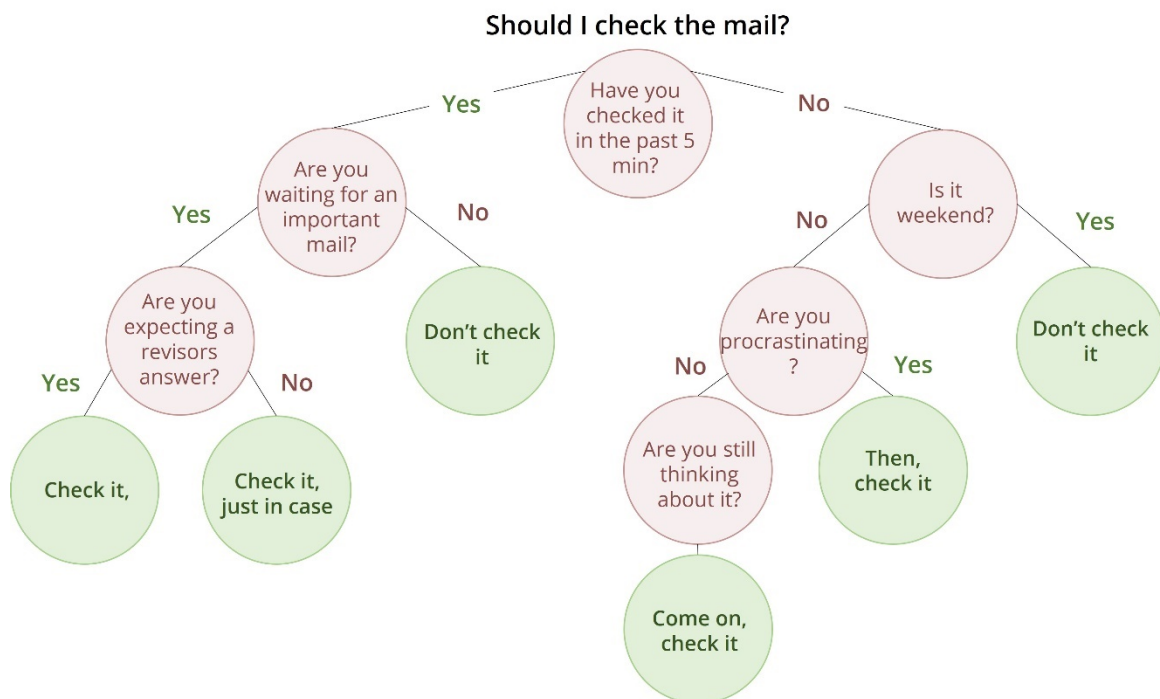 Should I check the mail?
Have you
checked it
in the past 5
min?
Yes
No
Are you
waiting for an
important
mail?
Is it
weekend?
Yes
No
No
Yes
Are you
expecting a
revisors
answer?
Don’t check
it
Are you
procrastinating
?
Don’t check
it
Yes
No
No
Yes
Check it,
Check it,
just in case
Are you still
thinking
about it?
Then,
check it
Come on,
check it